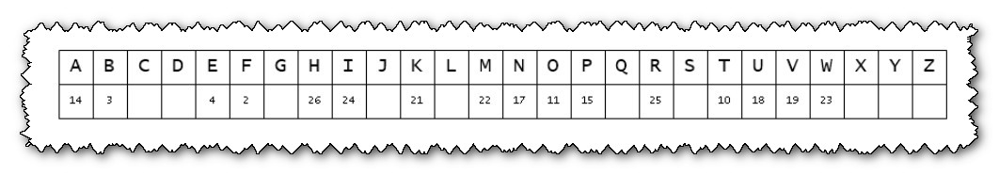 A B C D E F G H I J K L M N O P Q R S T U V W X Y Z
14 3 4 2 26 24 21 22 17 11 15 25 10 18 19 23